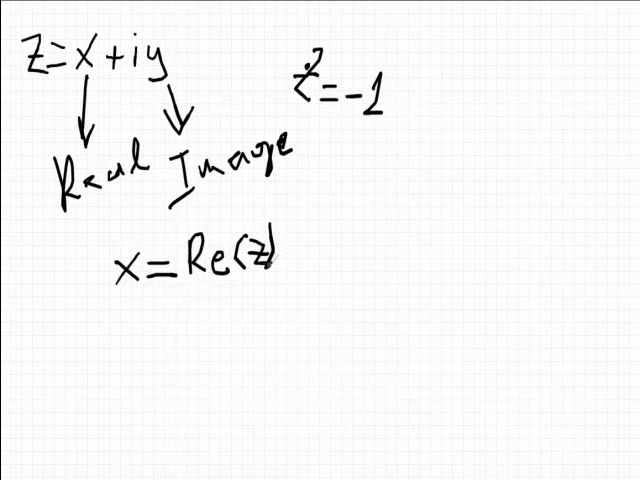 z=x+iy
i²=-1
Real Image
x=Re(z)